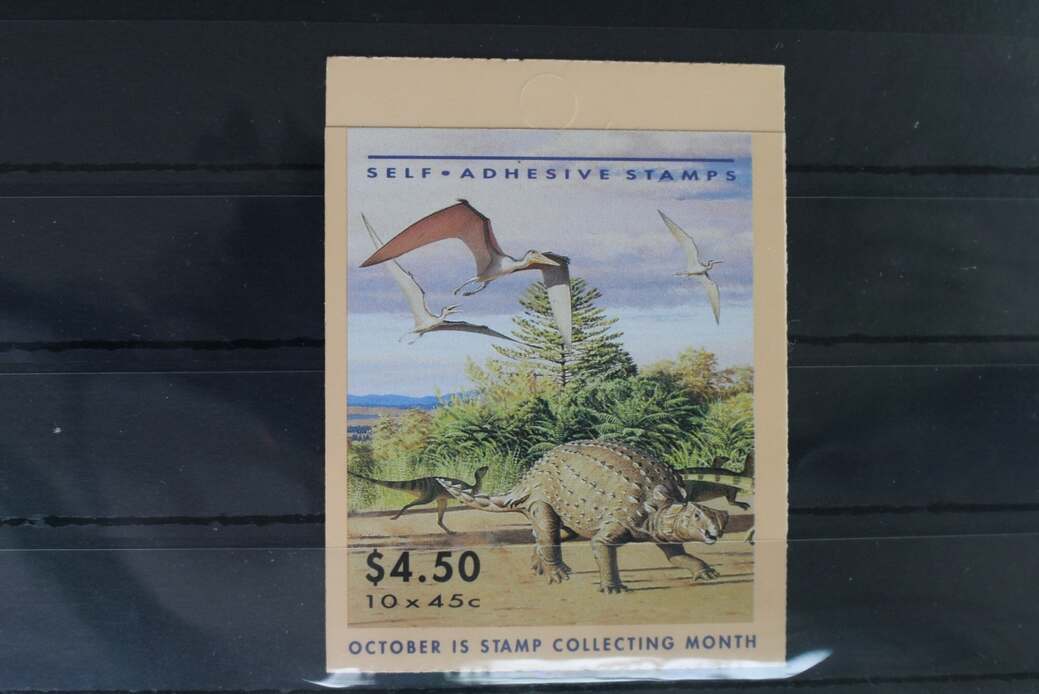 SELF • ADHESIVE STAMPS
$4.50
10 x 45c
OCTOBER IS STAMP COLLECTING MONTH